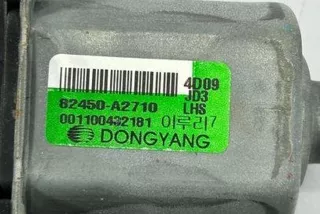 4D09
JD3
82450-A2710 LHS
001100432181 이루리7
DONGYANG